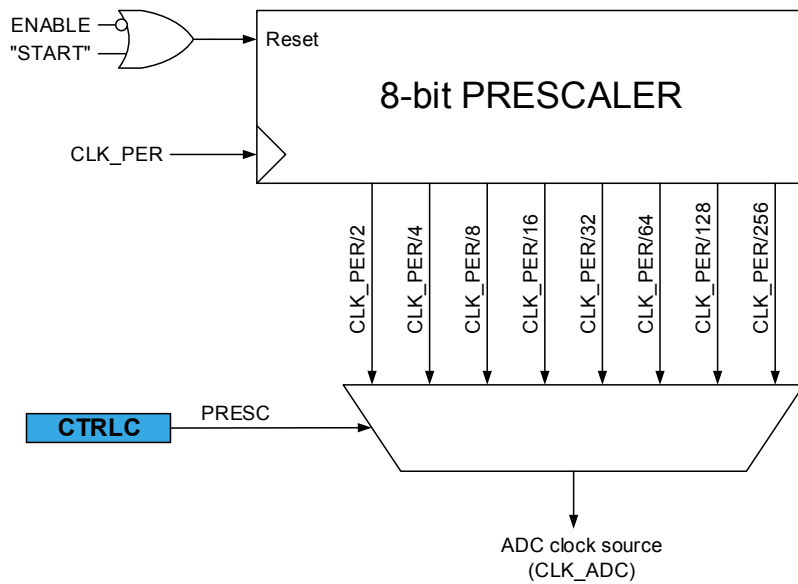 ENABLE
"START"
Reset
8-bit PRESCALER
CLK_PER
CLK_PER/2
CLK_PER/4
CLK_PER/8
CLK_PER/16
CLK_PER/32
CLK_PER/64
CLK_PER/128
CLK_PER/256
CTRLC
PRESC
ADC clock source
(CLK_ADC)